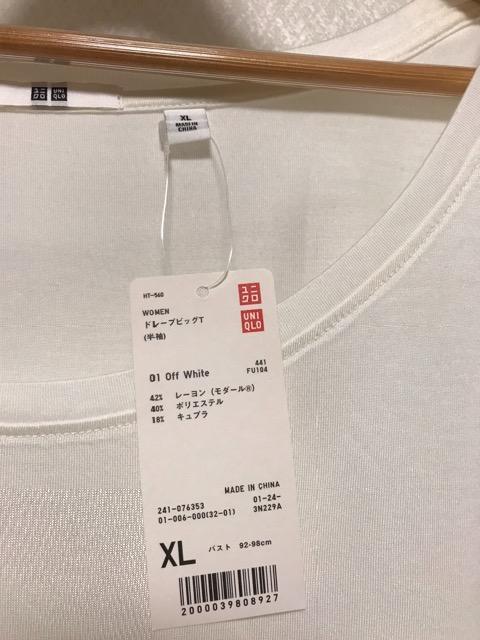 ユニ
クロ
UNI
QLO
XL
MADE IN
CHINA
HT-560
ユニ
クロ
WOMEN
UNI
QLO
ドレープビッグT
(半袖)
441
01 Off White
FU104
42% レーヨン (モダール®)
40% ポリエステル
18% キュプラ
MADE IN CHINA
241-076353 01-24-
01-006-000(32-01) 3N229A
XL バスト 92-98cm
2000039808927